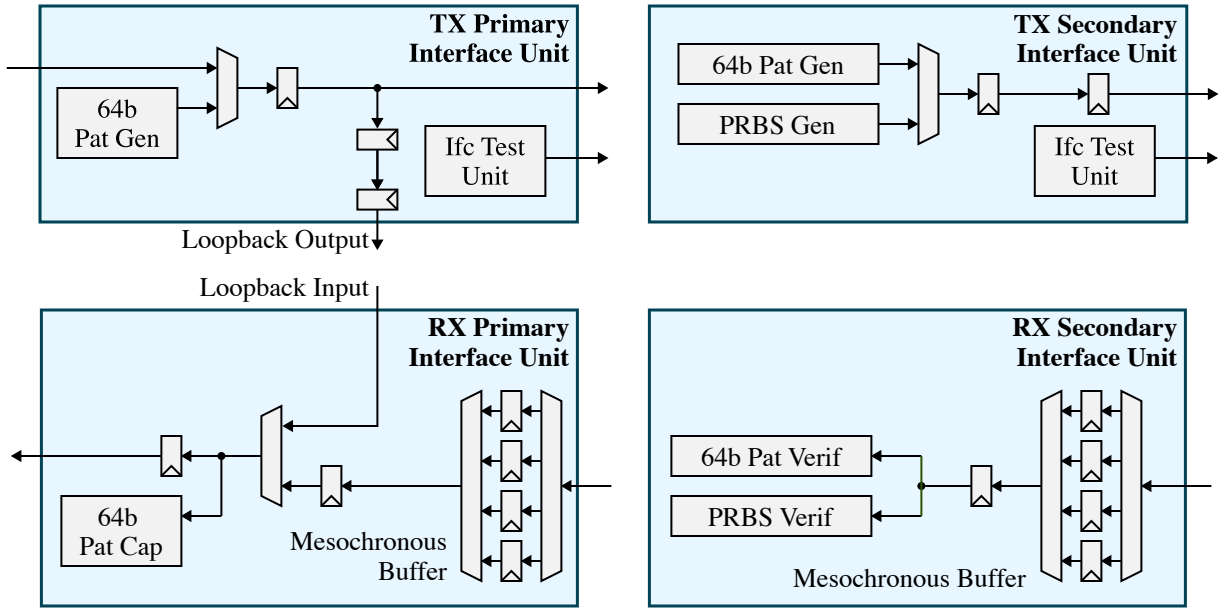 TX Primary
Interface Unit
64b
Pat Gen
Ifc Test
Unit
Loopback Output
TX Secondary
Interface Unit
64b Pat Gen
PRBS Gen
Ifc Test
Unit
Loopback Input
RX Primary
Interface Unit
64b
Pat Cap
Mesochronous
Buffer
RX Secondary
Interface Unit
64b Pat Verif
PRBS Verif
Mesochronous Buffer